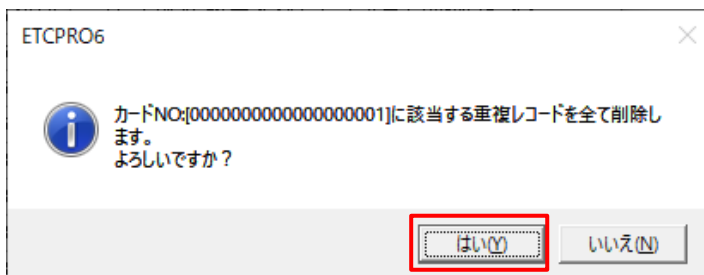 ETCPRO6
カードNO:[0000000000000000001]に該当する重複レコードを全て削除し
ます。
よろしいですか？
はい(Y)
いいえ(N)